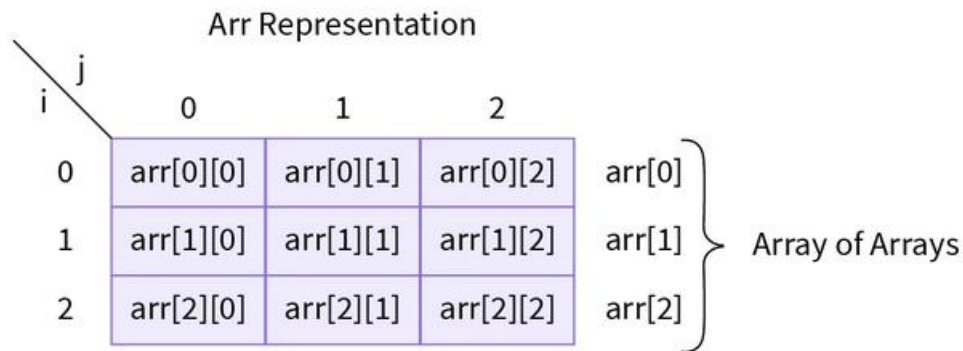 Arr Representation
j
i
0 1 2
0 arr[0][0] arr[0][1] arr[0][2] arr[0]
1 arr[1][0] arr[1][1] arr[1][2] arr[1] Array of Arrays
2 arr[2][0] arr[2][1] arr[2][2] arr[2]